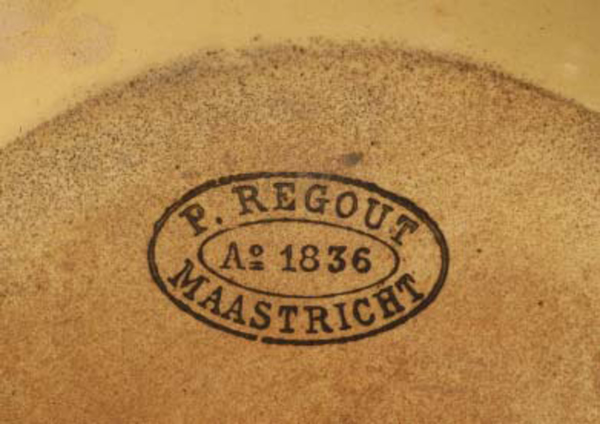 P. REGOUT
Aº 1836
MAASTRICHT